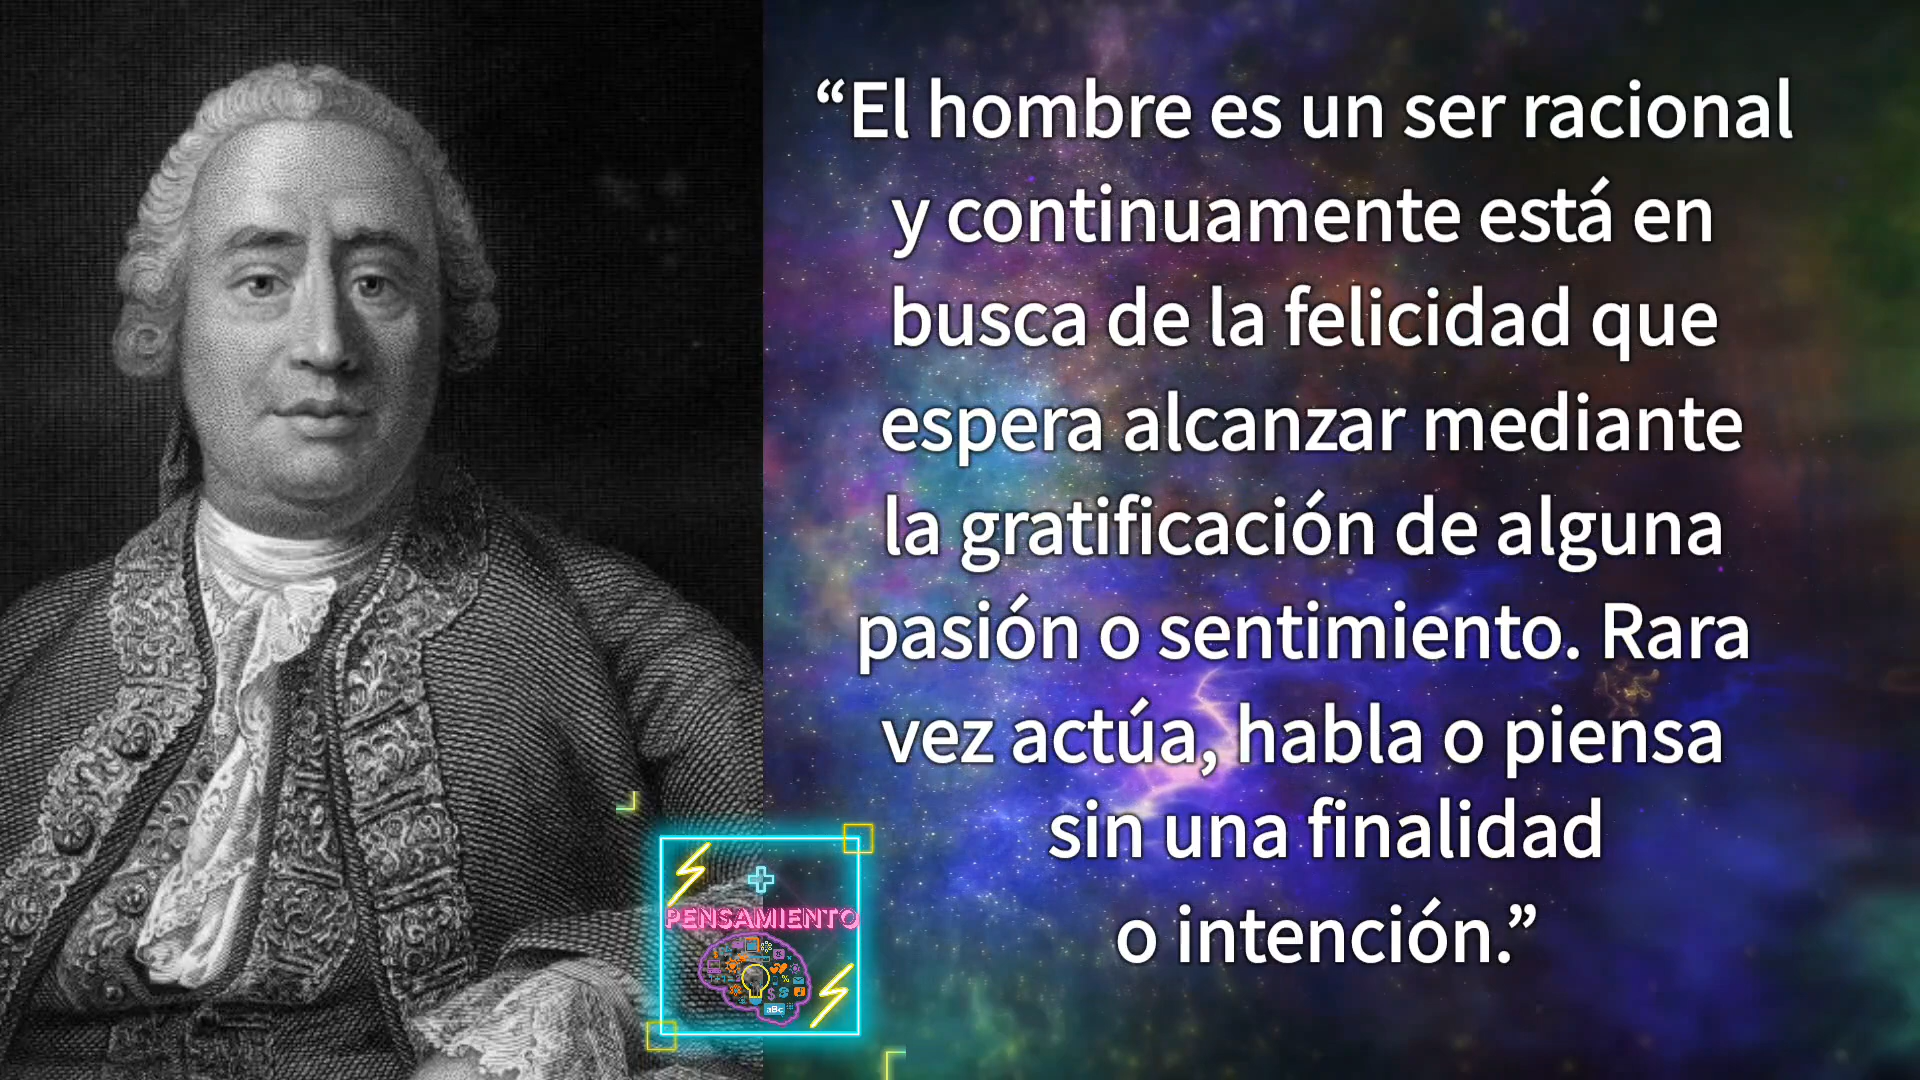 “El hombre es un ser racional
y continuamente está en
busca de la felicidad que
espera alcanzar mediante
la gratificación de alguna
pasión o sentimiento. Rara
vez actúa, habla o piensa
sin una finalidad
o intención.”
PENSAMIENTO
aBc